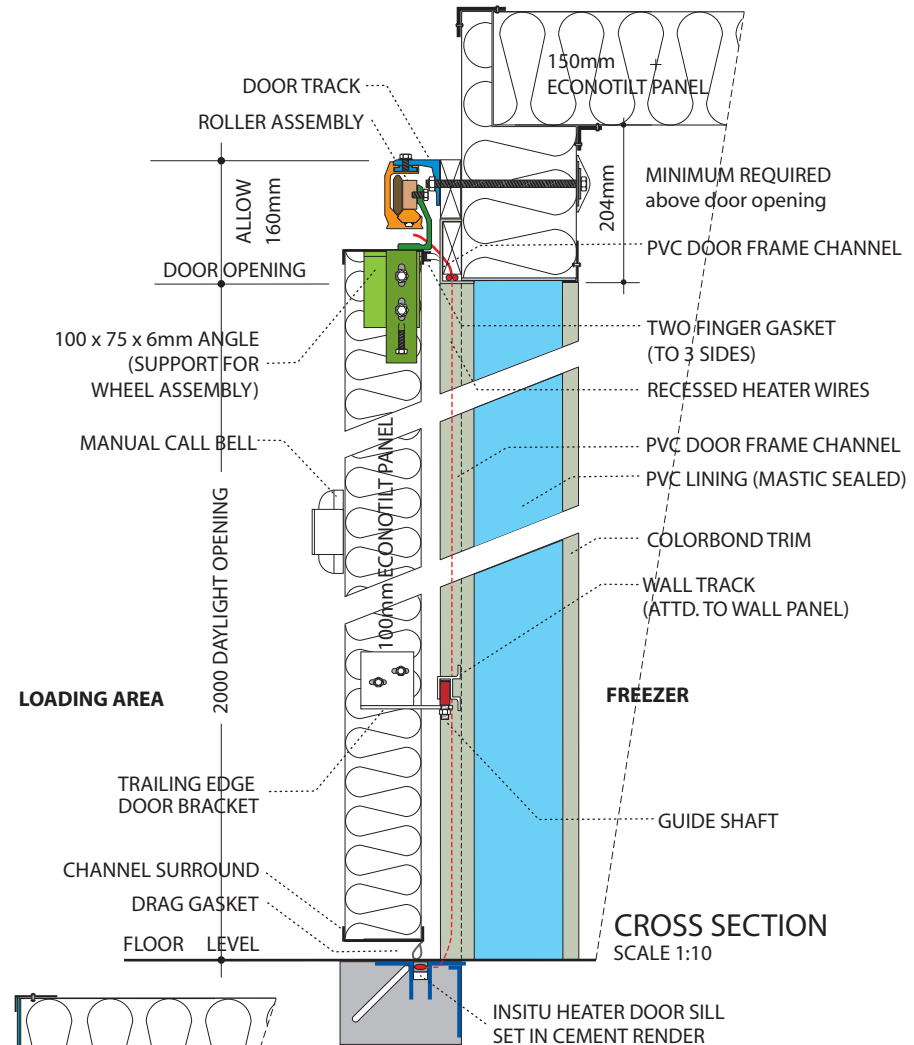 150mm
ECONOTILT PANEL
DOOR TRACK
ROLLER ASSEMBLY
ALLOW
160mm
204mm
MINIMUM REQUIRED
above door opening
PVC DOOR FRAME CHANNEL
DOOR OPENING
100 x 75 x 6mm ANGLE
(SUPPORT FOR
WHEEL ASSEMBLY)
TWO FINGER GASKET
(TO 3 SIDES)
RECESSED HEATER WIRES
MANUAL CALL BELL
PVC DOOR FRAME CHANNEL
PVC LINING (MASTIC SEALED)
100mm ECONOTILT PANEL
2000 DAYLIGHT OPENING
COLORBOND TRIM
WALL TRACK
(ATTD. TO WALL PANEL)
LOADING AREA
FREEZER
TRAILING EDGE
DOOR BRACKET
GUIDE SHAFT
CHANNEL SURROUND
DRAG GASKET
FLOOR LEVEL
CROSS SECTION
SCALE 1:10
INSITU HEATER DOOR SILL
SET IN CEMENT RENDER